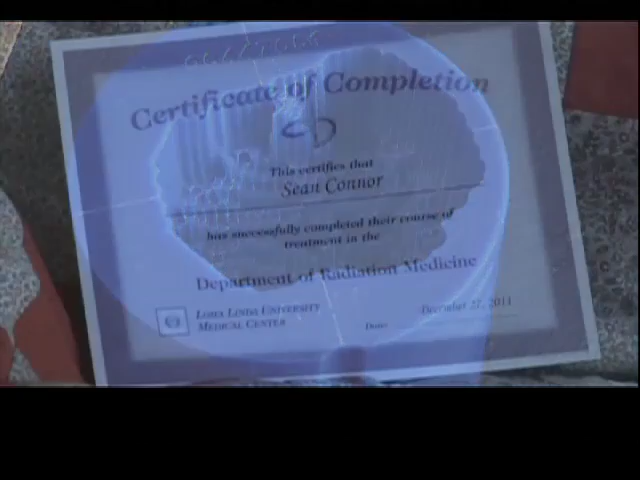 Certificate of Completion
This certifies that
Sean Connor
has successfully completed their course of
treatment in the
Department of Radiation Medicine
LOMA LINDA UNIVERSITY
MEDICAL CENTER
December 27, 2011
Date: